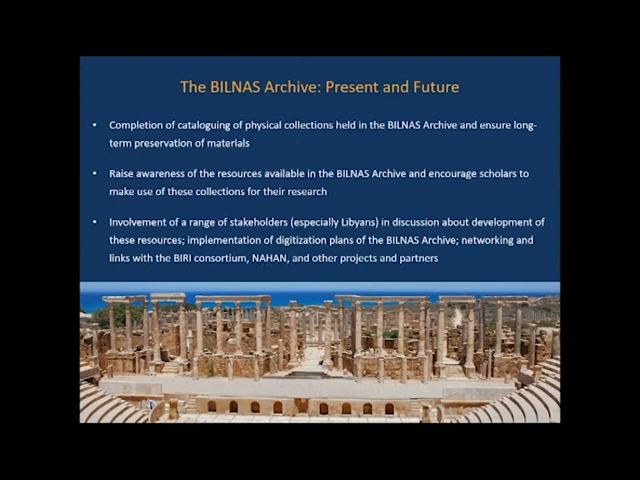 The BILNAS Archive: Present and Future
• Completion of cataloguing of physical collections held in the BILNAS Archive and ensure long-
term preservation of materials
• Raise awareness of the resources available in the BILNAS Archive and encourage scholars to
make use of these collections for their research
• Involvement of a range of stakeholders (especially Libyans) in discussion about development of
these resources; implementation of digitization plans of the BILNAS Archive; networking and
links with the BIRI consortium, NAHAN, and other projects and partners